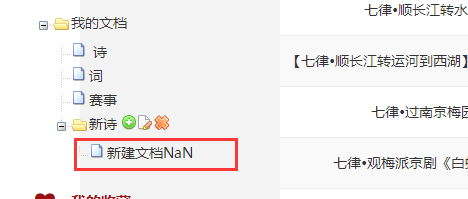 我的文档
诗
词
赛事
新诗
新建文档NaN
七律•顺长江转水
【七律•顺长江转运河到西湖】
七律•过南京梅园
七律•观梅派京剧《白
我的收藏